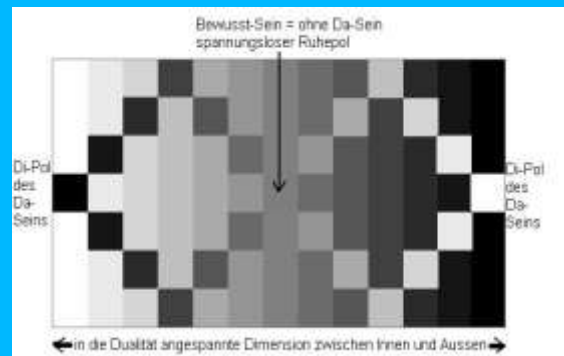 Bewusst-Sein = ohne Da-Sein
spannungsloser Ruhepol
Di-Pol
des
Da-
Seins
Di-Pol
des
Da-
Seins
in die Dualität angespannte Dimension zwischen Innen und Aussen